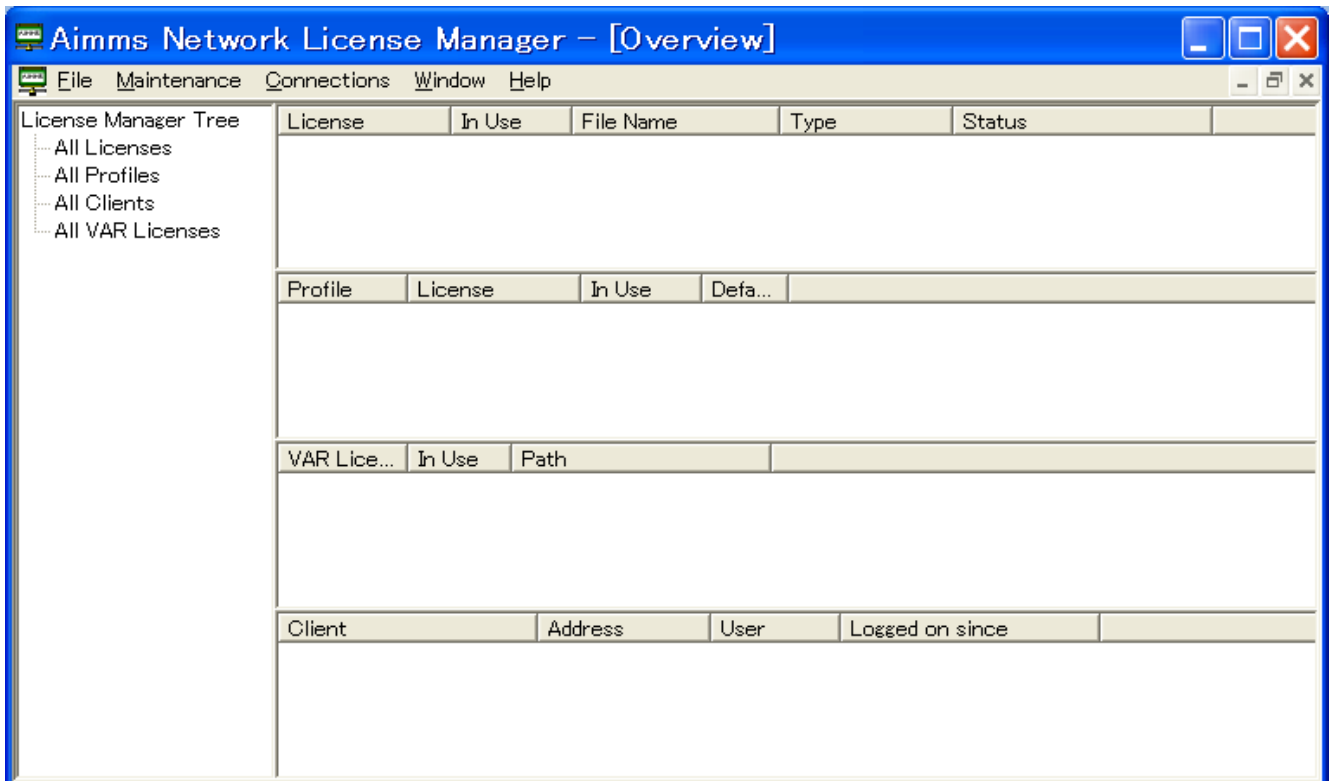 Aimms Network License Manager - [Overview]
File Maintenance Connections Window Help
License Manager Tree
All Licenses
All Profiles
All Clients
All VAR Licenses
License In Use File Name Type Status
Profile License In Use Defa...
VAR Lice... In Use Path
Client Address User Logged on since